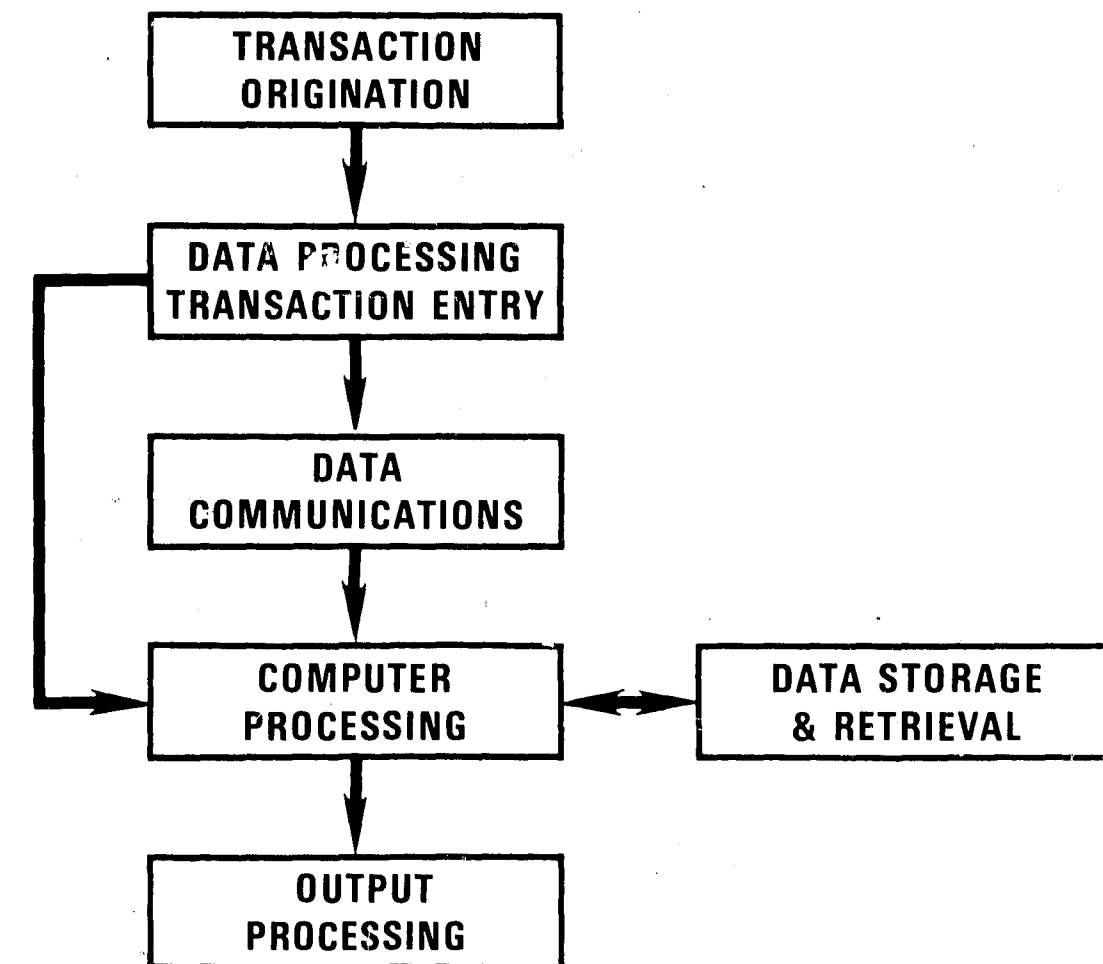 TRANSACTION
ORIGINATION
DATA PROCESSING
TRANSACTION ENTRY
DATA
COMMUNICATIONS
COMPUTER
PROCESSING
DATA STORAGE
& RETRIEVAL
OUTPUT
PROCESSING